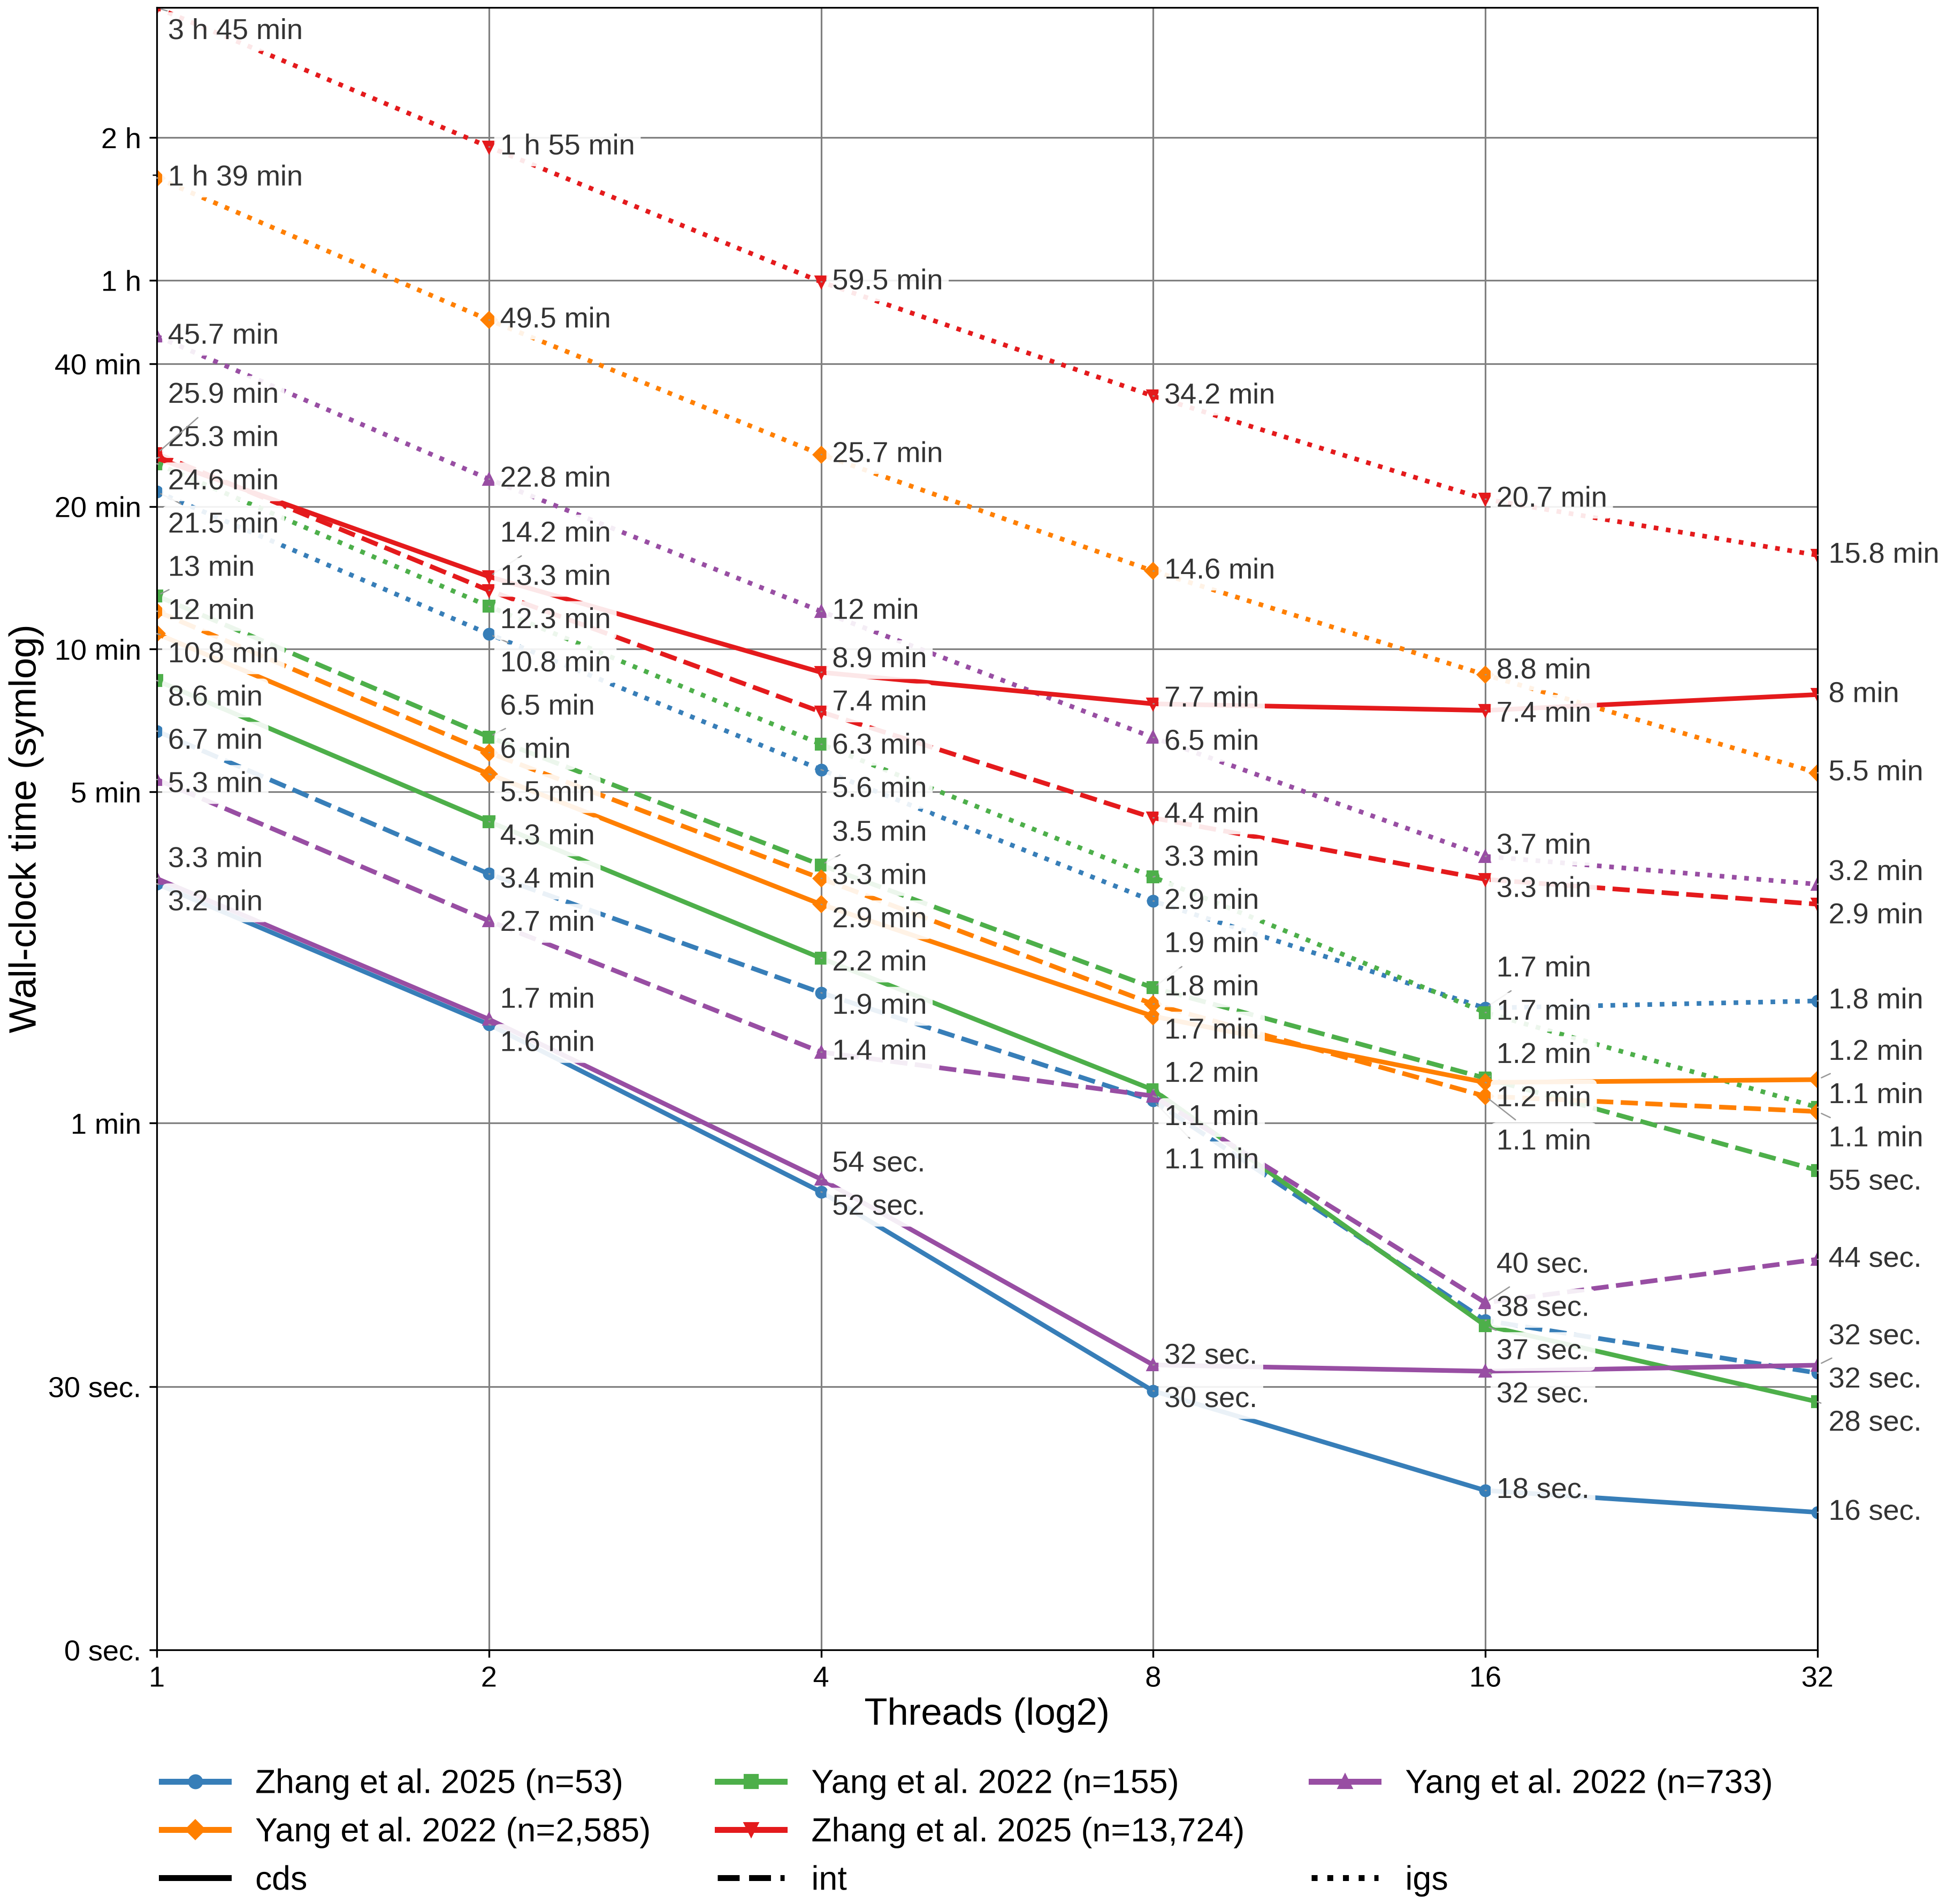 3 h 45 min
2 h
1 h 55 min
1 h 39 min
1 h
59.5 min
49.5 min
45.7 min
40 min
34.2 min
25.9 min
25.7 min
25.3 min
24.6 min
22.8 min
20 min
20.7 min
21.5 min
14.2 min
15.8 min
13 min
13.3 min
14.6 min
12 min
12.3 min
12 min
10 min
10.8 min
10.8 min
8.9 min
8.8 min
8.6 min
6.5 min
7.4 min
7.7 min
7.4 min
8 min
6.7 min
6 min
6.3 min
6.5 min
5.3 min
5 min
5.5 min
5.6 min
5.5 min
4.3 min
3.5 min
4.4 min
3.7 min
3.3 min
3.4 min
3.3 min
3.3 min
3.3 min
3.2 min
3.2 min
2.7 min
2.9 min
2.9 min
2.9 min
2.2 min
1.9 min
1.7 min
1.7 min
1.9 min
1.8 min
1.7 min
1.8 min
1.6 min
1.4 min
1.7 min
1.2 min
1.2 min
1.2 min
1.2 min
1.1 min
1 min
1.1 min
1.1 min
1.1 min
54 sec.
1.1 min
55 sec.
52 sec.
40 sec.
44 sec.
38 sec.
32 sec.
37 sec.
32 sec.
30 sec.
30 sec.
32 sec.
32 sec.
28 sec.
18 sec.
16 sec.
0 sec.
Wall-clock time (symlog)
1 2 4 8 16 32
Threads (log2)
Zhang et al. 2025 (n=53) Yang et al. 2022 (n=155) Yang et al. 2022 (n=733)
Yang et al. 2022 (n=2,585) Zhang et al. 2025 (n=13,724)
cds int igs